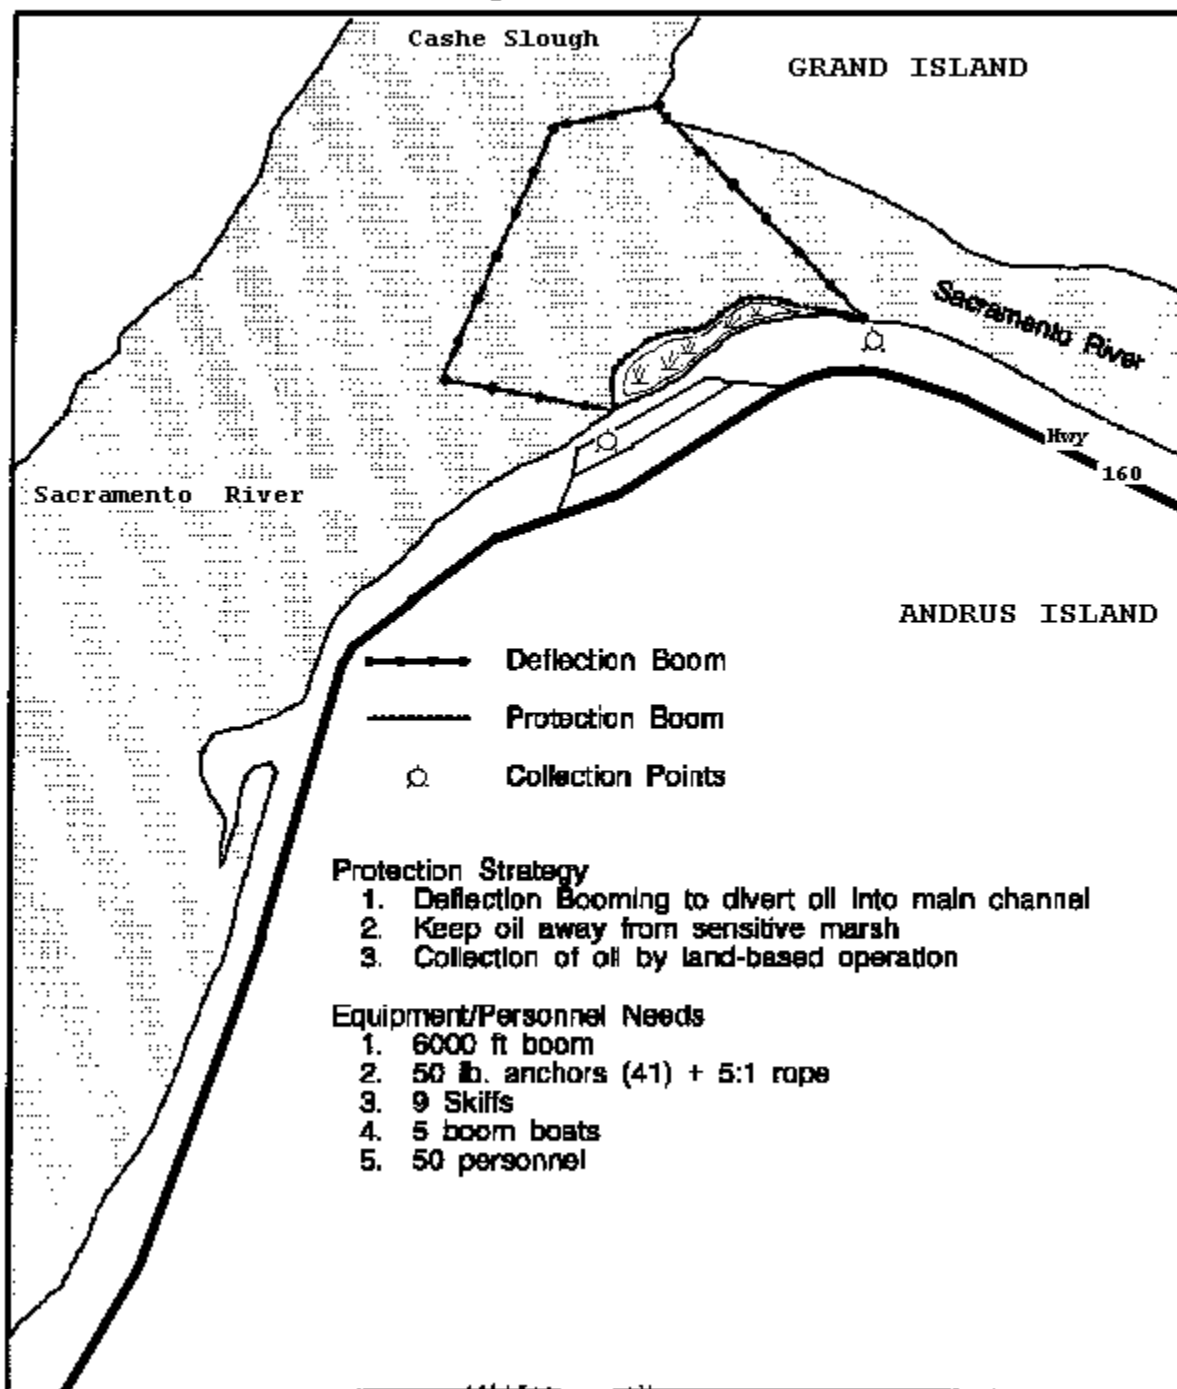 Cashe Slough
GRAND ISLAND
Sacramento River
Hwy
160
Sacramento River
ANDRUS ISLAND
Deflection Boom
Protection Boom
Collection Points
Protection Strategy
1. Deflection Booming to divert oil into main channel
2. Keep oil away from sensitive marsh
3. Collection of oil by land-based operation
Equipment/Personnel Needs
1. 6000 ft boom
2. 50 lb. anchors (41) + 5:1 rope
3. 9 Skiffs
4. 5 boom boats
5. 50 personnel